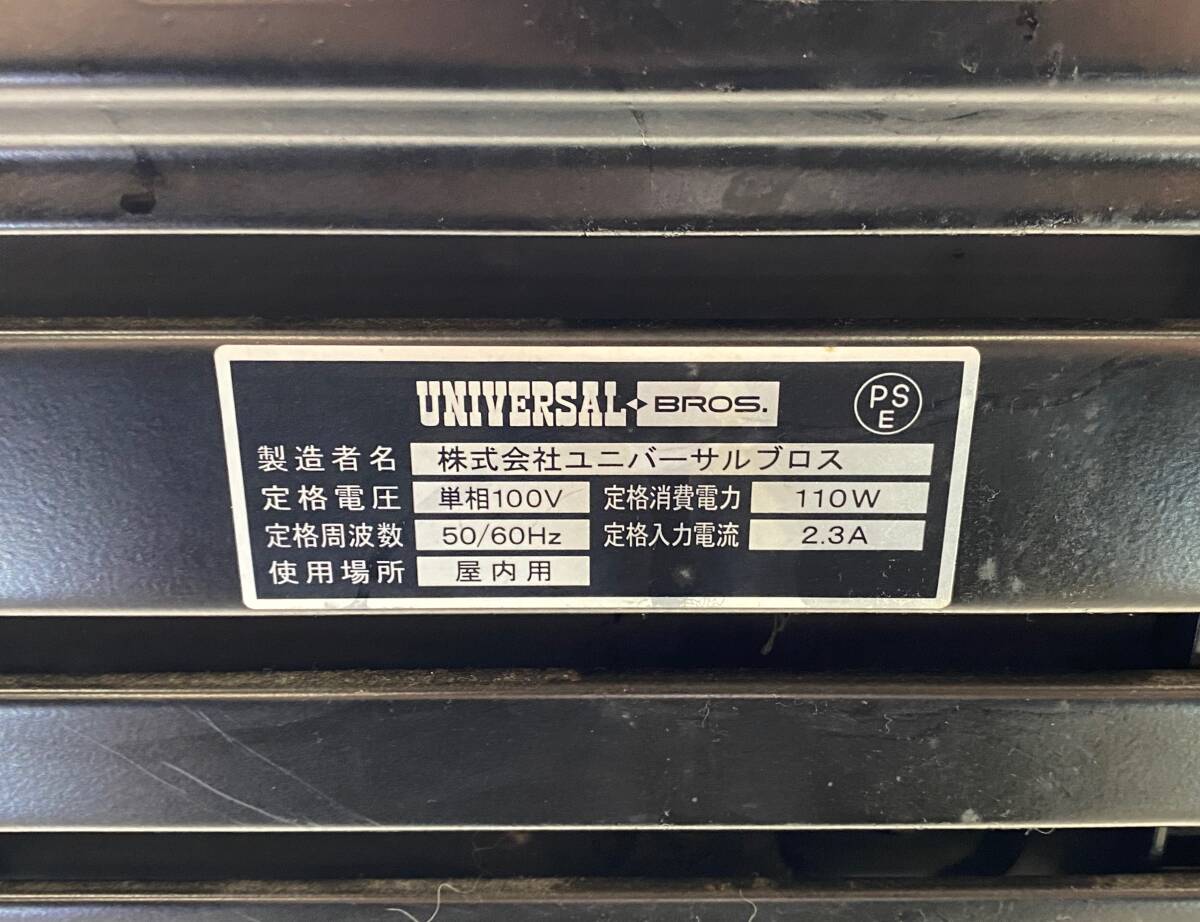 UNIVERSAL BROS. PSE
製造者名 株式会社ユニバーサルブロス
定格電圧 単相100V 定格消費電力 110W
定格周波数 50/60Hz 定格入力電流 2.3A
使用場所 屋内用